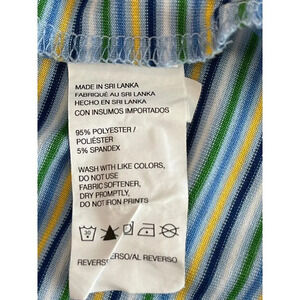 MADE IN SRI LANKA
FABRIQUÉ AU SRI LANKA
HECHO EN SRI LANKA
CON INSUMOS IMPORTADOS
95% POLYESTER /
POLIÉSTER
5% SPANDEX
WASH WITH LIKE COLORS,
DO NOT USE
FABRIC SOFTENER,
DRY PROMPTLY,
DO NOT IRON PRINTS
30
REVERSO/AL REVERSO